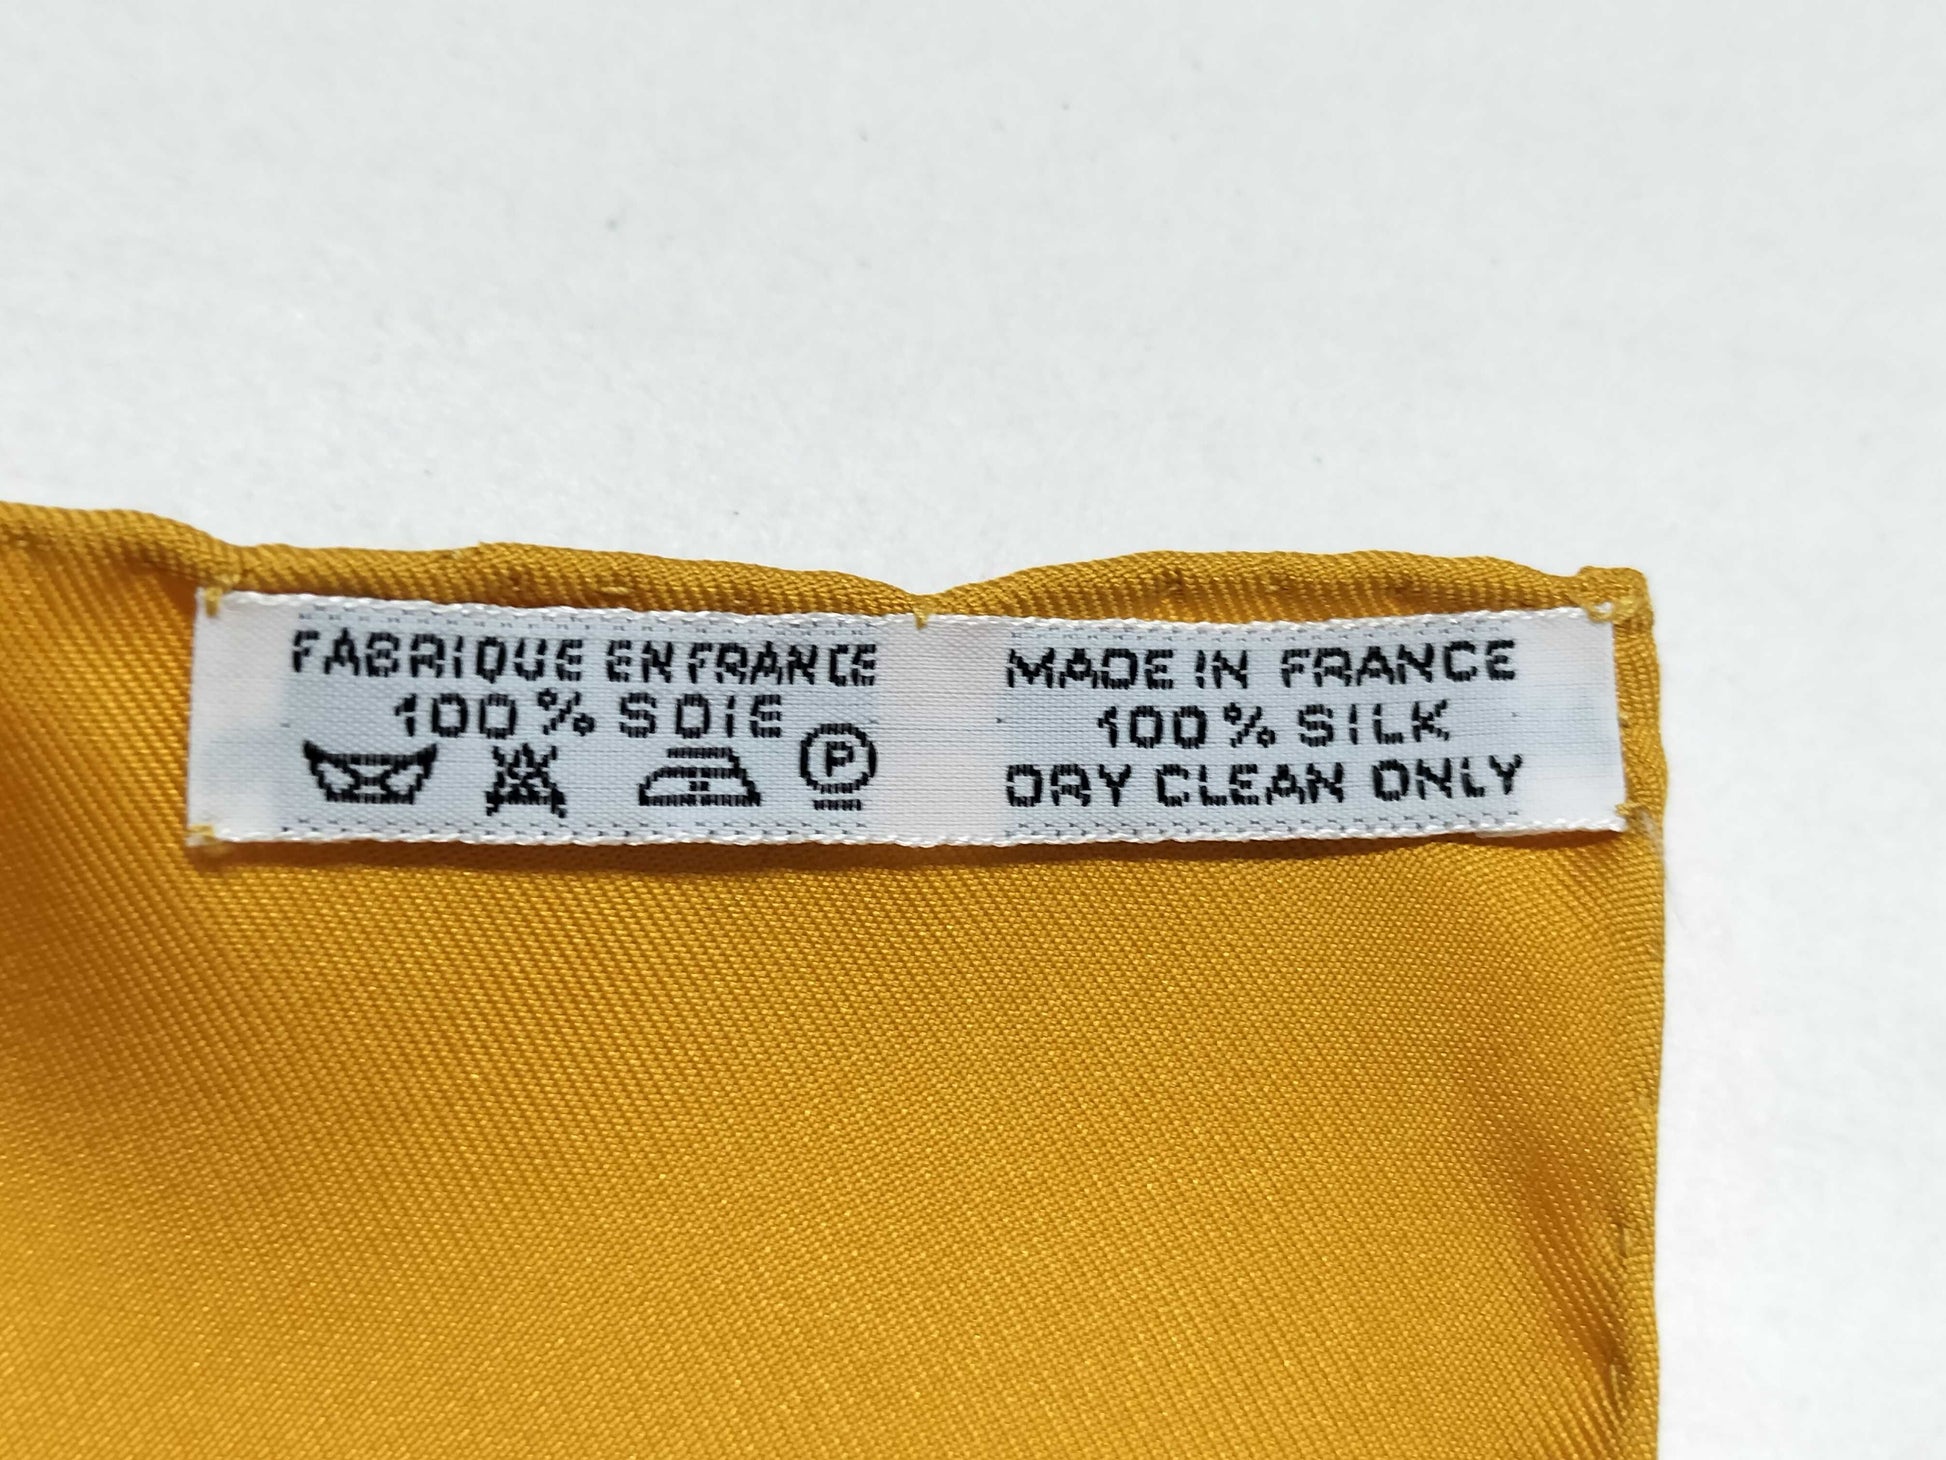 FABRIQUE EN FRANCE
100% SOIE
P
MADE IN FRANCE
100% SILK
DRY CLEAN ONLY